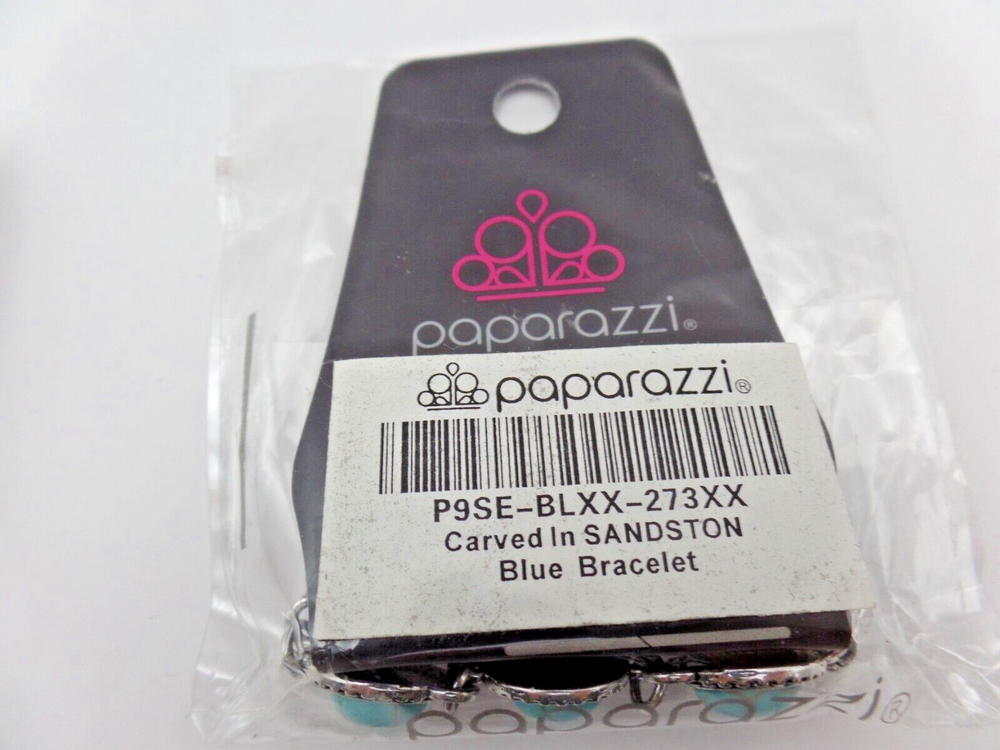 paparazzi®
paparazzi®
P9SE-BLXX-273XX
Carved In SANDSTON
Blue Bracelet
paparazzi®